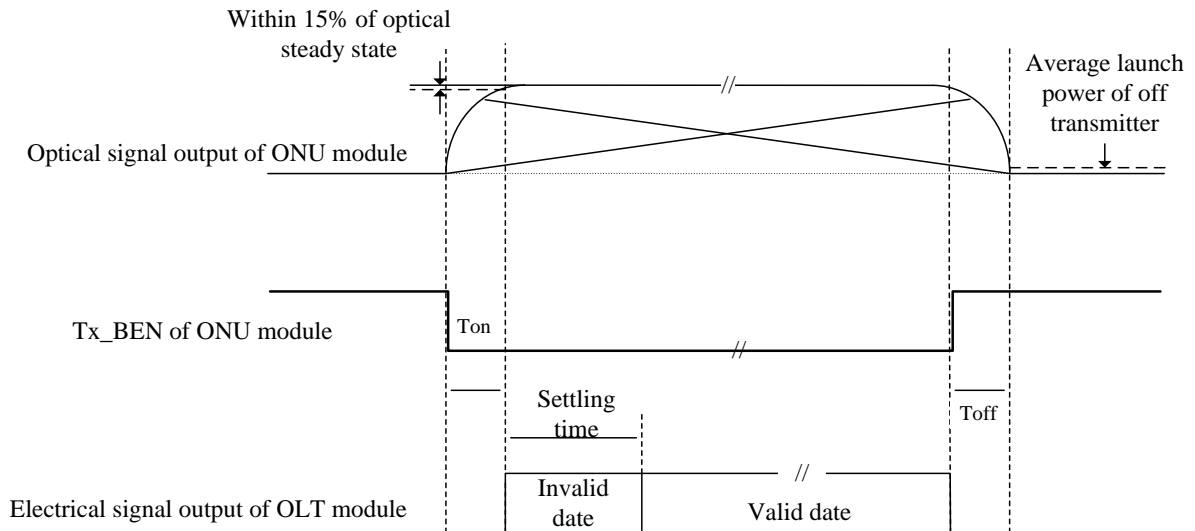 Within 15% of optical
steady state
Average launch
power of off
transmitter
Optical signal output of ONU module
//
Tx_BEN of ONU module
Ton
//
Settling
time
Toff
Electrical signal output of OLT module
Invalid
date
//
Valid date